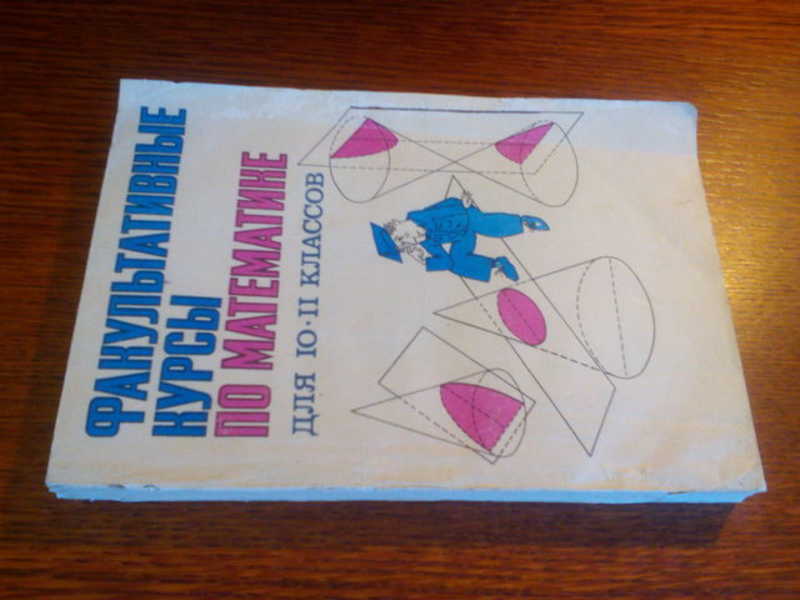 ФАКУЛЬТАТИВНЫЕ
КУРСЫ
ПО МАТЕМАТИКЕ
ДЛЯ 10-11 КЛАССОВ